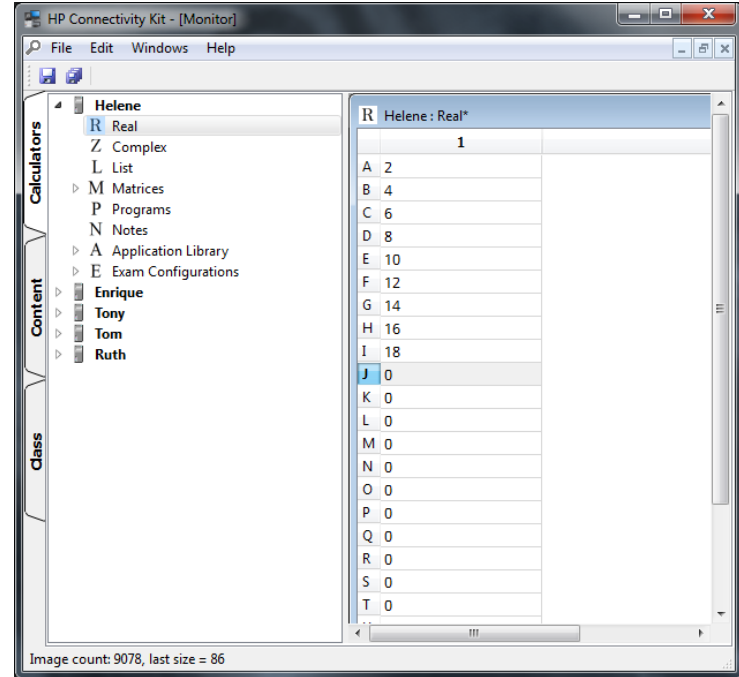 HP Connectivity Kit - [Monitor]
File Edit Windows Help
Calculators
Content
Class
Helene
R Real
Z Complex
L List
M Matrices
P Programs
N Notes
A Application Library
E Exam Configurations
Enrique
Tony
Tom
Ruth
R Helene : Real*
1
A 2
B 4
C 6
D 8
E 10
F 12
G 14
H 16
I 18
J 0
K 0
L 0
M 0
N 0
O 0
P 0
Q 0
R 0
S 0
T 0
Image count: 9078, last size = 86